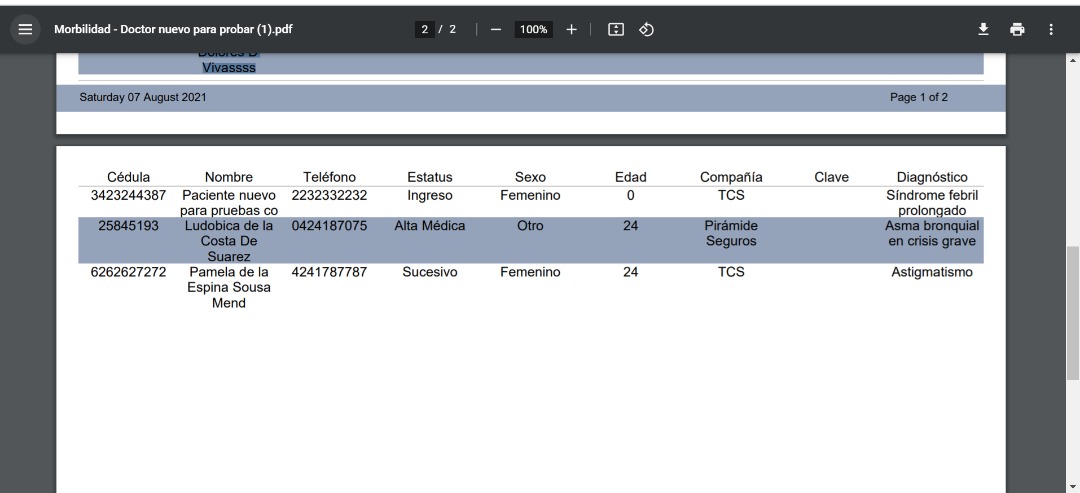 Morbilidad - Doctor nuevo para probar (1).pdf 2 / 2 100%
Dolores D
Vivassss
Saturday 07 August 2021 Page 1 of 2
Cédula Nombre Teléfono Estatus Sexo Edad Compañía Clave Diagnóstico
3423244387 Paciente nuevo 2232332232 Ingreso Femenino 0 TCS Síndrome febril
para pruebas co prolongado
25845193 Ludobica de la 0424187075 Alta Médica Otro 24 Pirámide Asma bronquial
Costa De Seguros en crisis grave
Suarez
6262627272 Pamela de la 4241787787 Sucesivo Femenino 24 TCS Astigmatismo
Espina Sousa
Mend